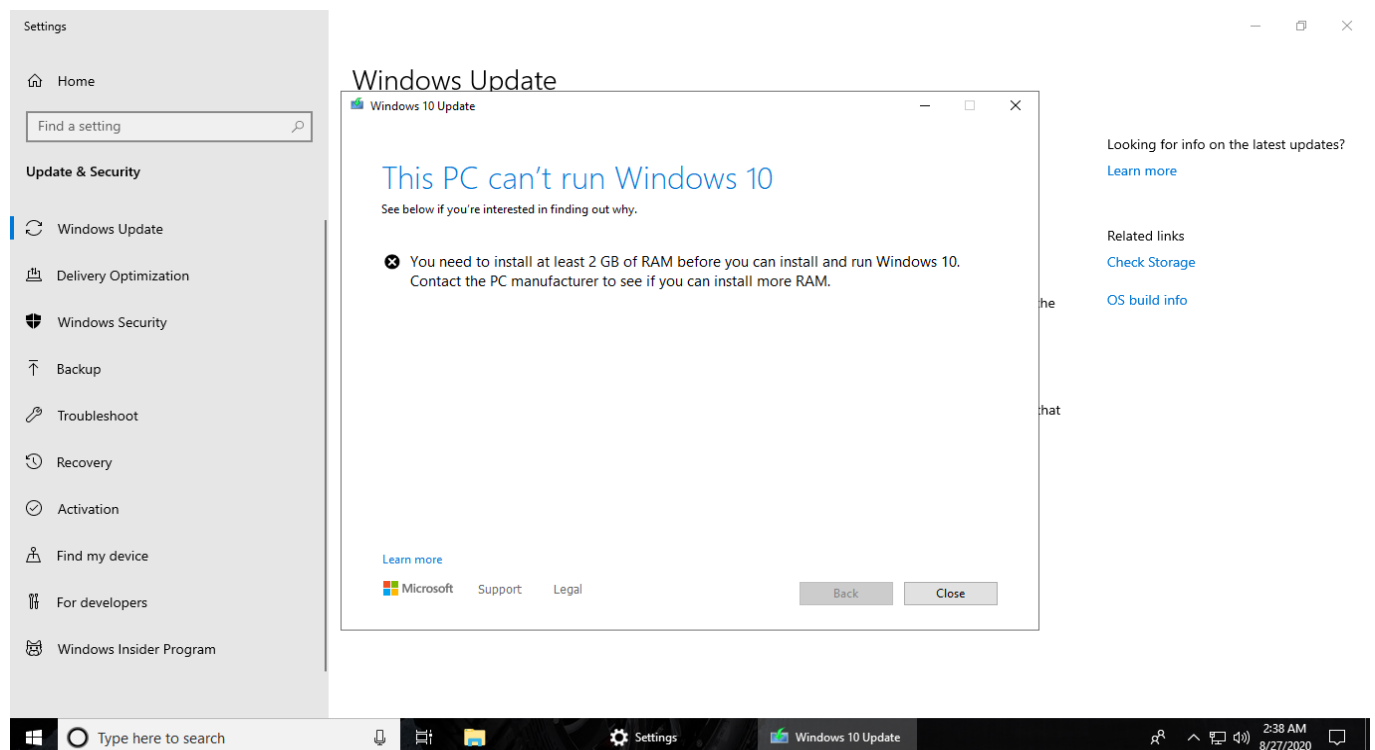 Settings
Home
Find a setting
Update & Security
Windows Update
Delivery Optimization
Windows Security
Backup
Troubleshoot
Recovery
Activation
Find my device
For developers
Windows Insider Program
Windows Update
Windows 10 Update
This PC can't run Windows 10
See below if you're interested in finding out why.
You need to install at least 2 GB of RAM before you can install and run Windows 10.
Contact the PC manufacturer to see if you can install more RAM.
Learn more
Microsoft Support Legal
Back Close
that
Looking for info on the latest updates?
Learn more
Related links
Check Storage
OS build info
Type here to search
Settings
Windows 10 Update
2:38 AM
8/27/2020